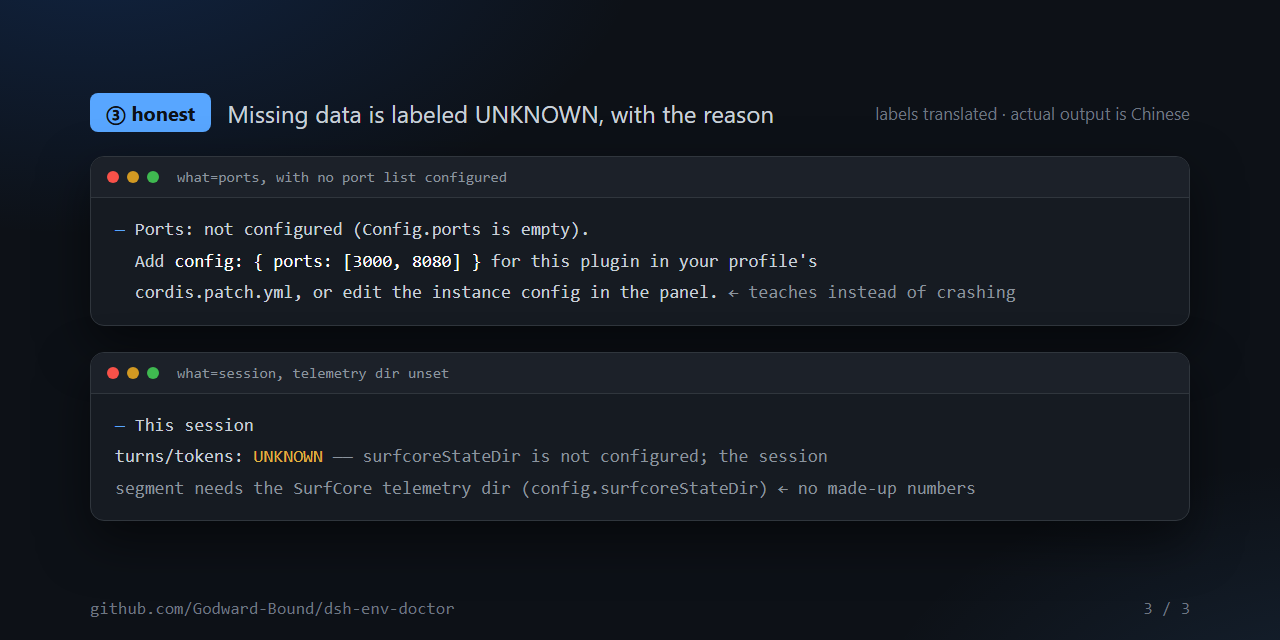 ③ honest
Missing data is labeled UNKNOWN, with the reason
labels translated · actual output is Chinese
what=ports, with no port list configured
— Ports: not configured (Config.ports is empty).
Add config: { ports: [3000, 8080] } for this plugin in your profile's
cordis.patch.yml, or edit the instance config in the panel. ← teaches instead of crashing
what=session, telemetry dir unset
— This session
turns/tokens: UNKNOWN —— surfcoreStateDir is not configured; the session
segment needs the SurfCore telemetry dir (config.surfcoreStateDir) ← no made-up numbers
github.com/Godward-Bound/dsh-env-doctor
3 / 3